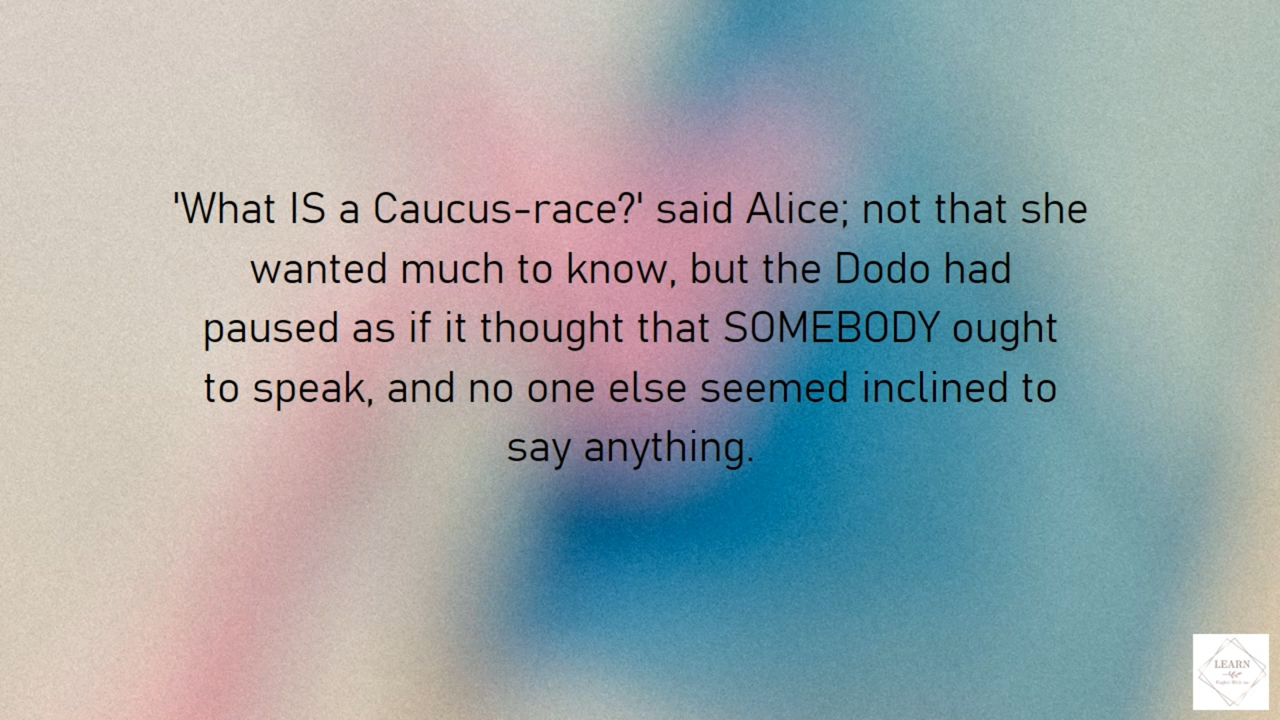 'What IS a Caucus-race?' said Alice; not that she
wanted much to know, but the Dodo had
paused as if it thought that SOMEBODY ought
to speak, and no one else seemed inclined to
say anything.
LEARN